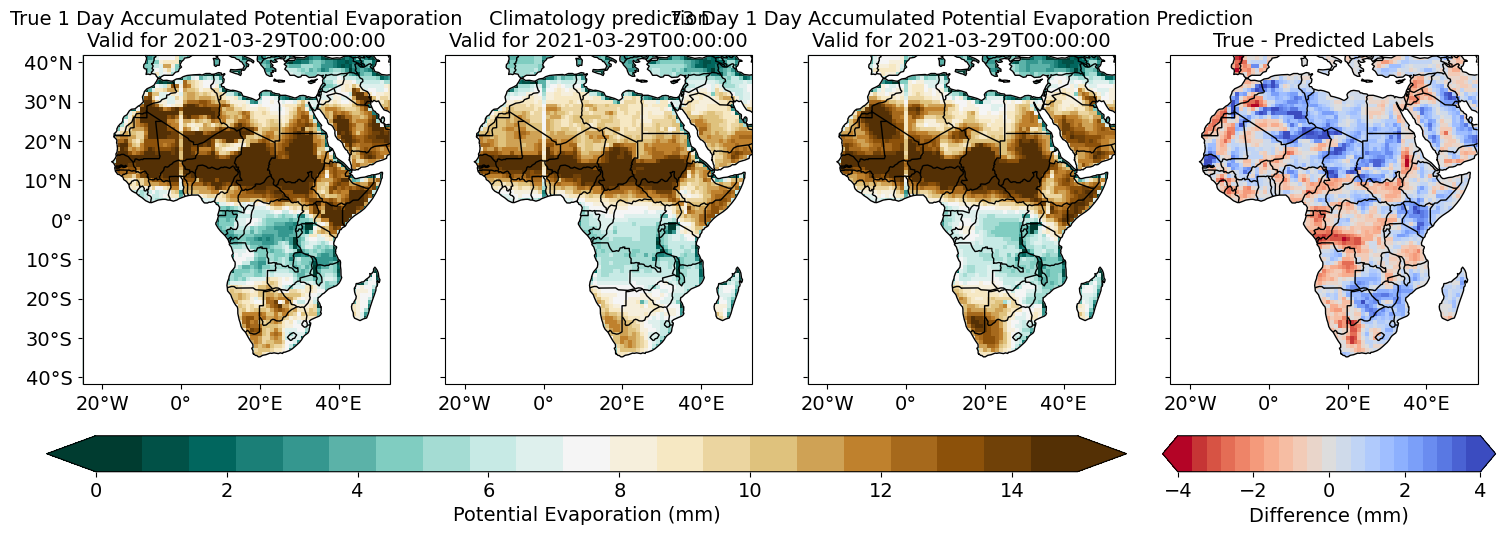 True 1 Day Accumulated Potential Evaporation
Valid for 2021-03-29T00:00:00
Climatology prediction
Valid for 2021-03-29T00:00:00
73 Day 1 Day Accumulated Potential Evaporation Prediction
Valid for 2021-03-29T00:00:00
True - Predicted Labels
40°N
30°N
20°N
10°N
0°
10°S
20°S
30°S
40°S
20°W 0° 20°E 40°E
20°W 0° 20°E 40°E
20°W 0° 20°E 40°E
20°W 0° 20°E 40°E
0 2 4 6 8 10 12 14
Potential Evaporation (mm)
−4 −2 0 2 4
Difference (mm)